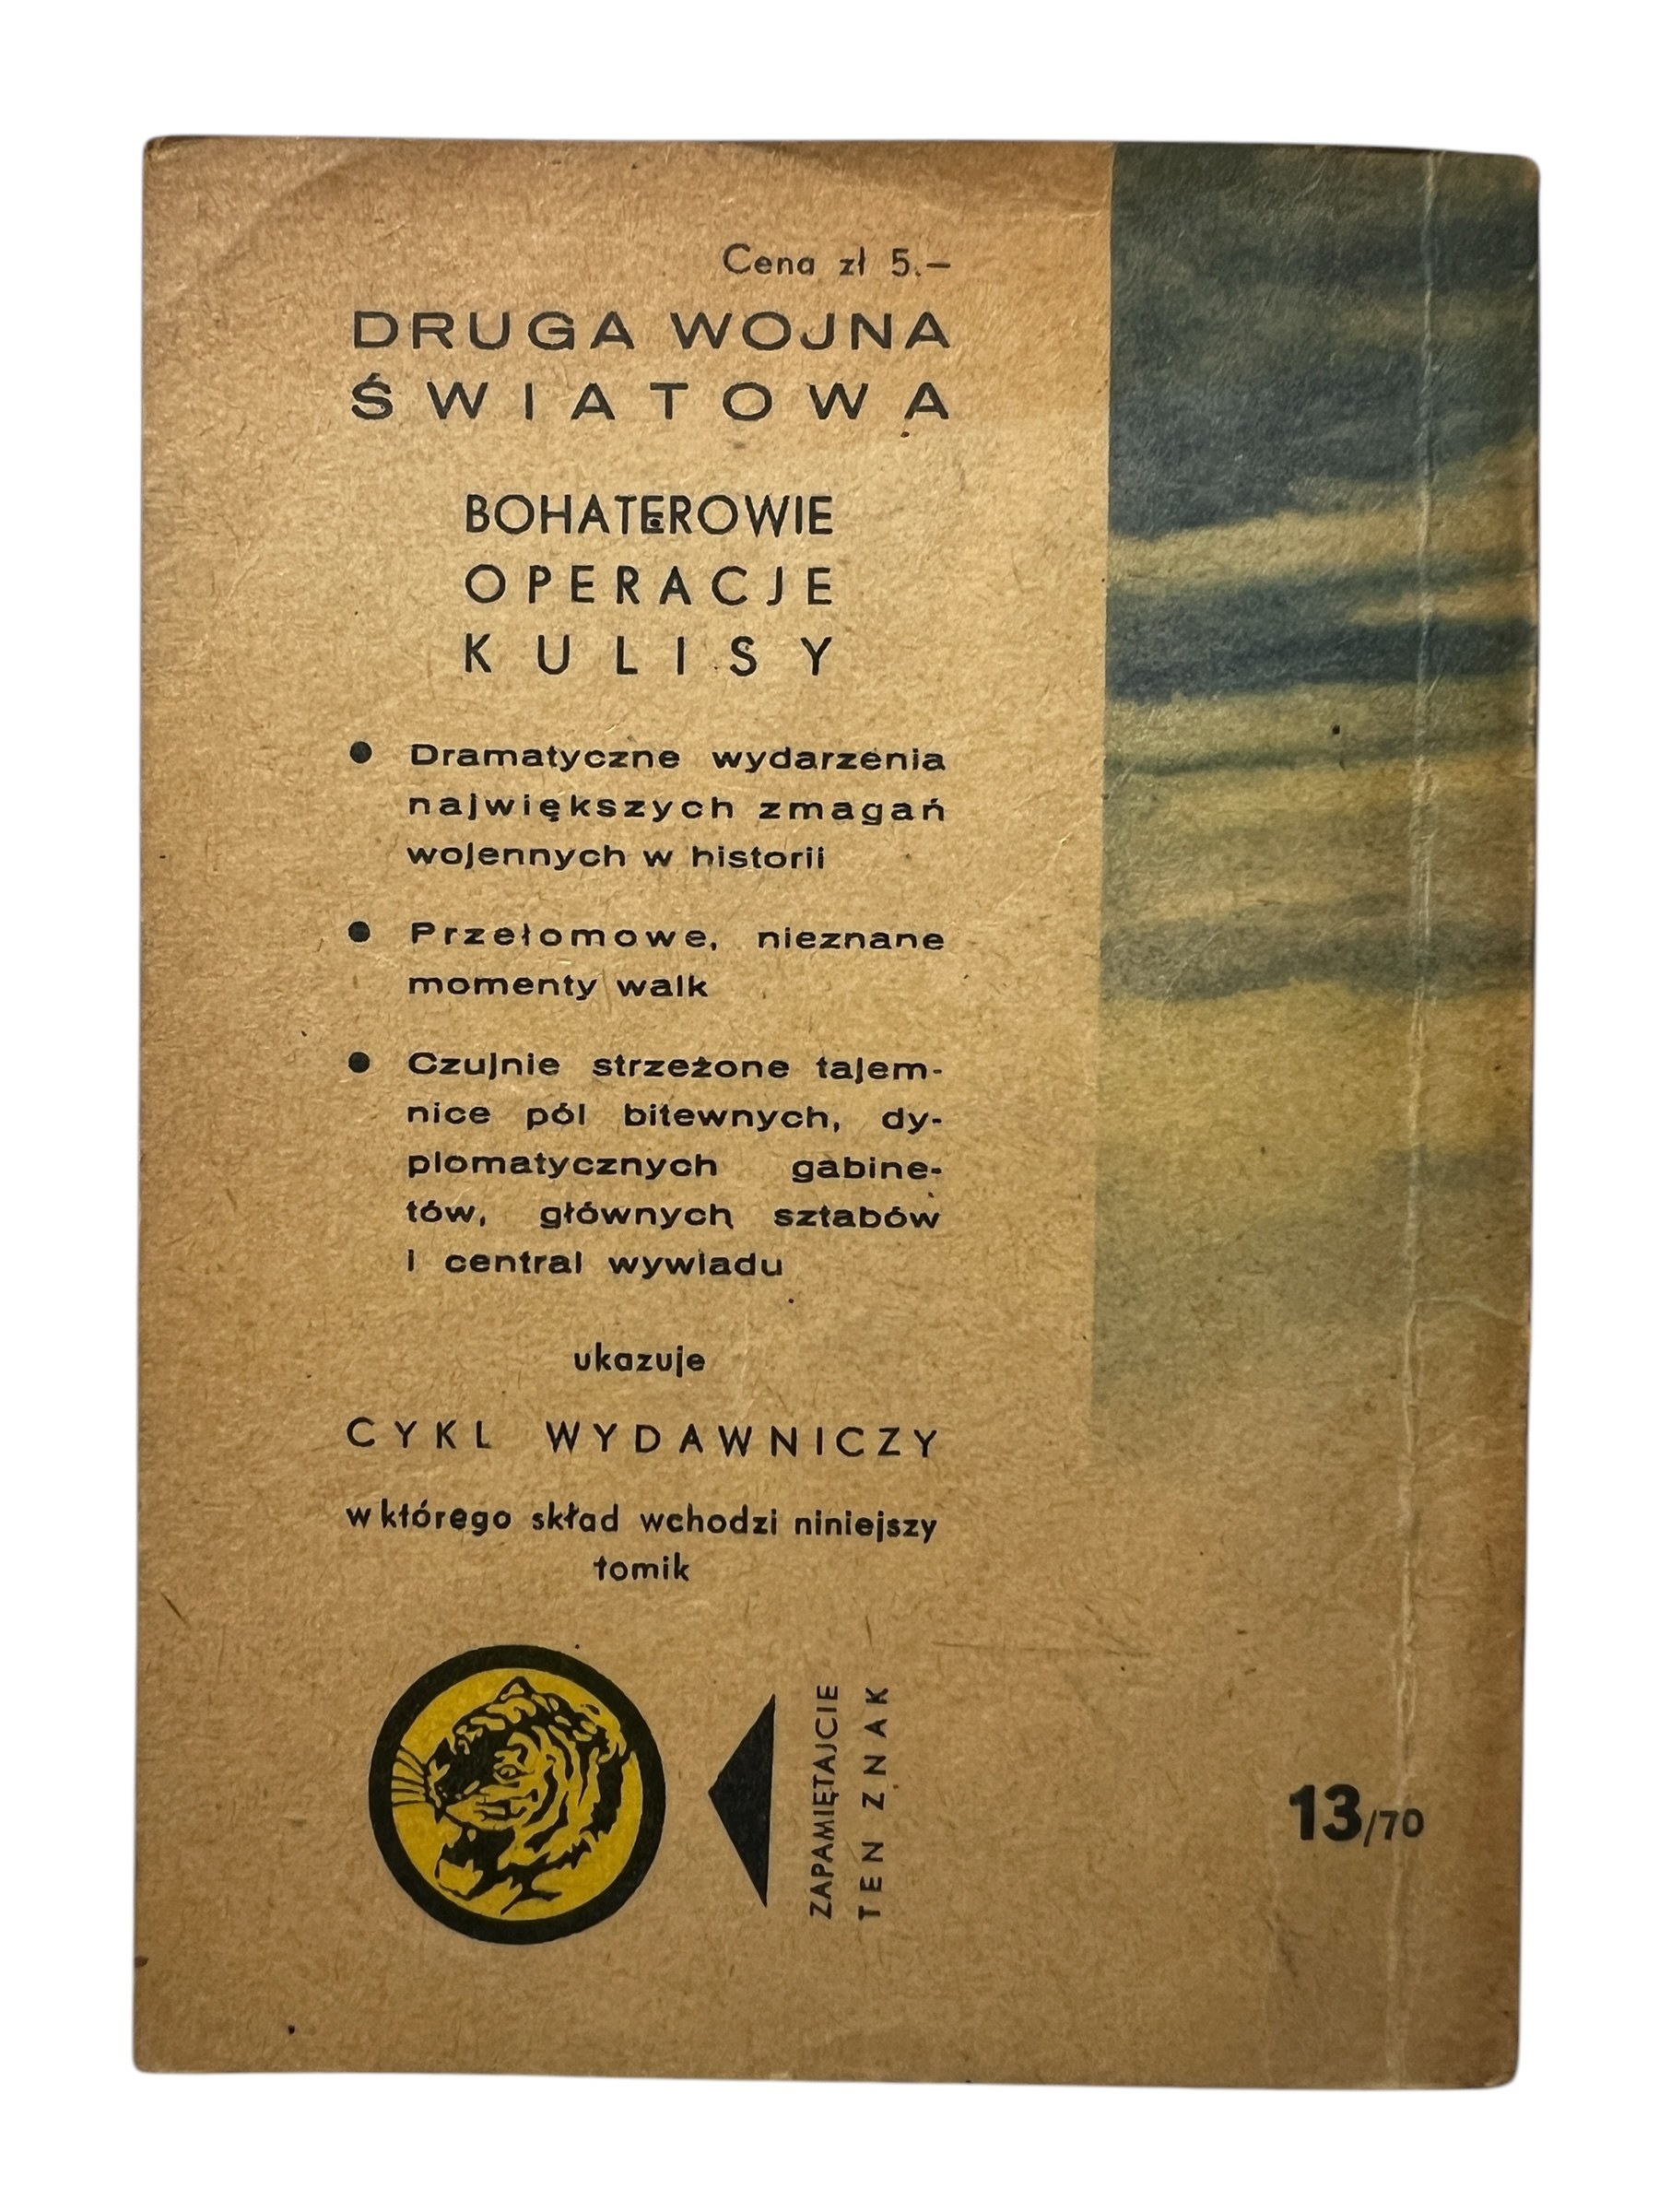 Cena zł 5.—
DRUGA WOJNA
ŚWIATOWA
BOHATEROWIE
OPERACJE
KULISY
● Dramatyczne wydarzenia
największych zmagań
wojennych w historii
● Przełomowe, nieznane
momenty walk
● Czujnie strzeżone tajem-
nice pól bitewnych, dy-
plomatycznych gabine-
tów, głównych sztabów
i central wywiadu
ukazuje
CYKL WYDAWNICZY
w którego skład wchodzi niniejszy
tomik
ZAPAMIĘTAJCIE
TEN ZNAK
13/70